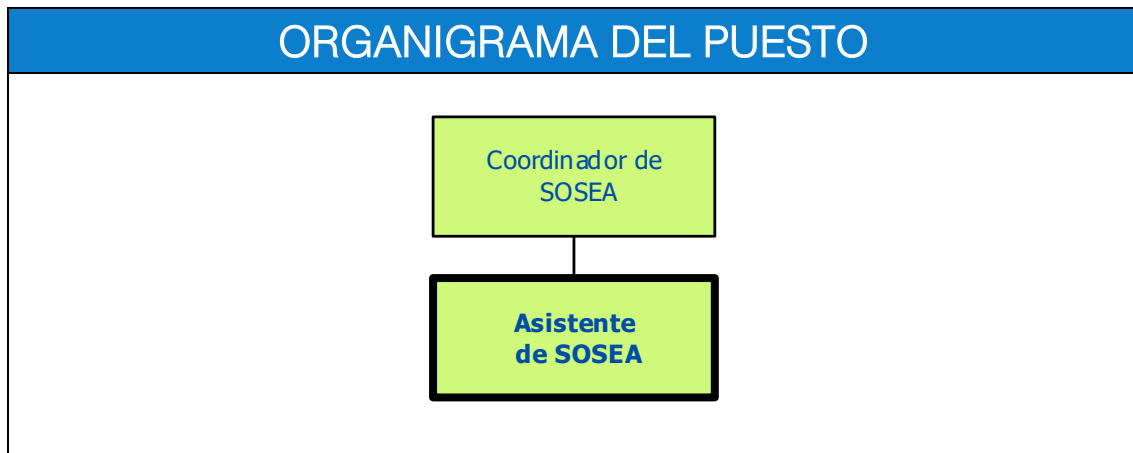 ORGANIGRAMA DEL PUESTO
Coordinador de
SOSEA
Asistente
de SOSEA